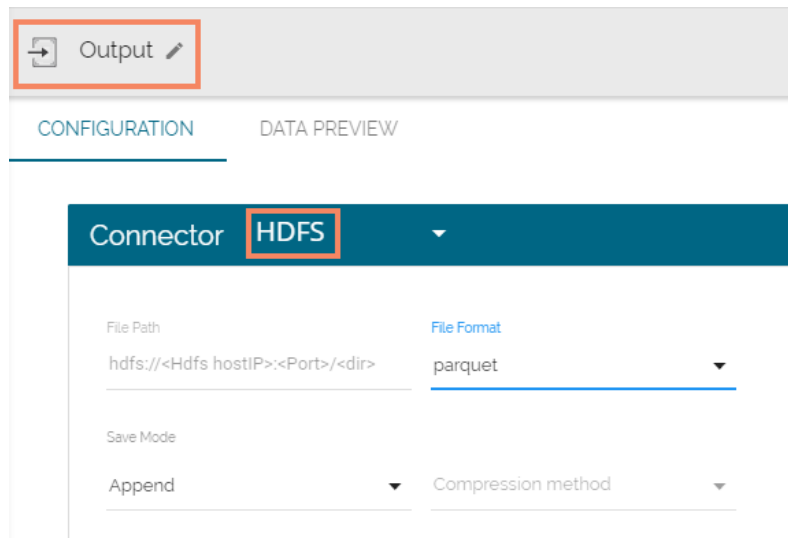 Output
CONFIGURATION DATA PREVIEW
Connector HDFS
File Path File Format
hdfs://<Hdfs hostIP>:<Port>/<dir> parquet
Save Mode
Append Compression method